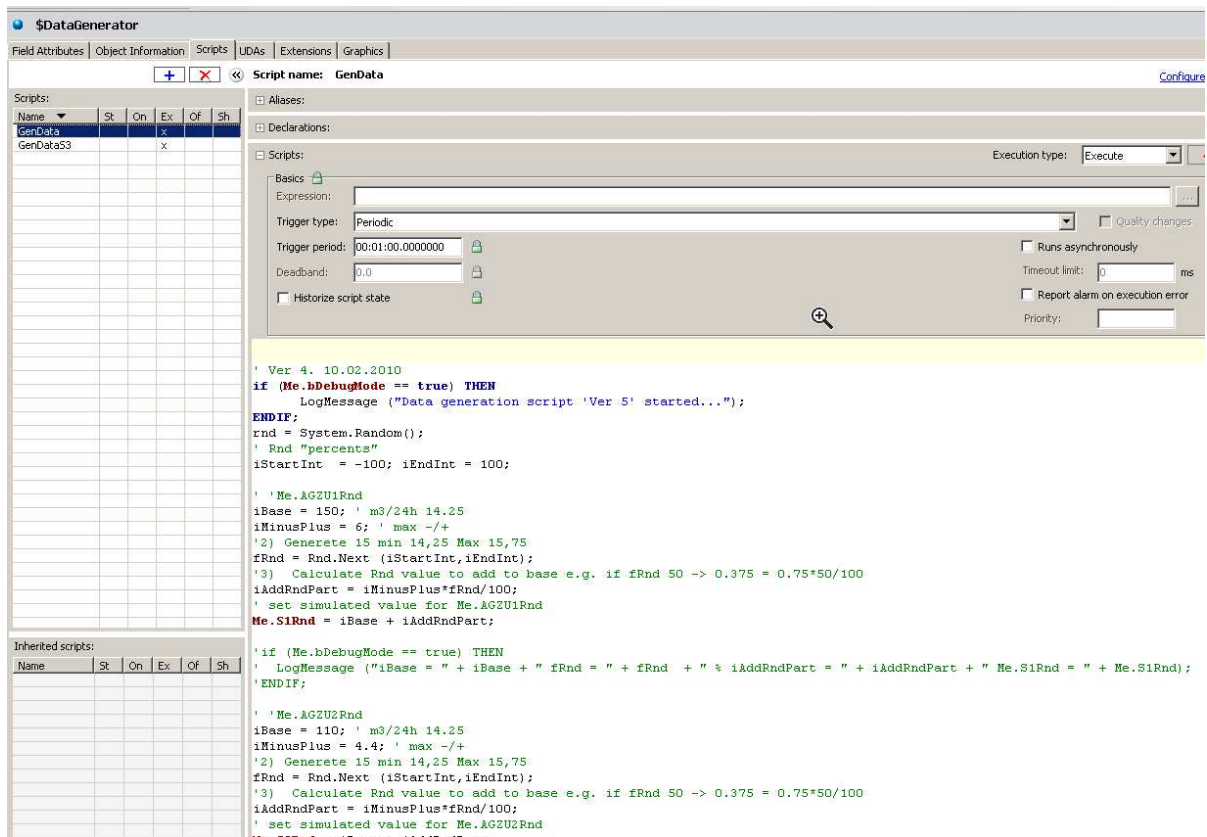 $DataGenerator
Field Attributes Object Information Scripts UDAs Extensions Graphics
Script name: GenData
Configure
Scripts:
Name St On Ex Of Sh
GenData x
GenDataS3 x
Aliases:
Declarations:
Scripts:
Execution type: Execute
Basics
Expression:
Trigger type: Periodic
Quality changes
Trigger period: 00:01:00.0000000
Runs asynchronously
Deadband: 0.0
Timeout limit: 0 ms
Historize script state
Report alarm on execution error
Priority:
' Ver 4. 10.02.2010
if (Me.bDebugMode == true) THEN
LogMessage ("Data generation script 'Ver 5' started...");
ENDIF;
rnd = System.Random();
' Rnd "percents"
iStartInt = -100; iEndInt = 100;
' 'Me.AGZU1Rnd
iBase = 150; ' m3/24h 14.25
iMinusPlus = 6; ' max -/+
'2) Generete 15 min 14,25 Max 15,75
fRnd = Rnd.Next (iStartInt,iEndInt);
'3) Calculate Rnd value to add to base e.g. if fRnd 50 -> 0.375 = 0.75*50/100
iAddRndPart = iMinusPlus*fRnd/100;
' set simulated value for Me.AGZU1Rnd
Me.S1Rnd = iBase + iAddRndPart;
'if (Me.bDebugMode == true) THEN
' LogMessage ("iBase = " + iBase + " fRnd = " + fRnd + " % iAddRndPart = " + iAddRndPart + " Me.S1Rnd = " + Me.S1Rnd);
'ENDIF;
' 'Me.AGZU2Rnd
iBase = 110; ' m3/24h 14.25
iMinusPlus = 4.4; ' max -/+
'2) Generete 15 min 14,25 Max 15,75
fRnd = Rnd.Next (iStartInt,iEndInt);
'3) Calculate Rnd value to add to base e.g. if fRnd 50 -> 0.375 = 0.75*50/100
iAddRndPart = iMinusPlus*fRnd/100;
' set simulated value for Me.AGZU2Rnd
Inherited scripts:
Name St On Ex Of Sh